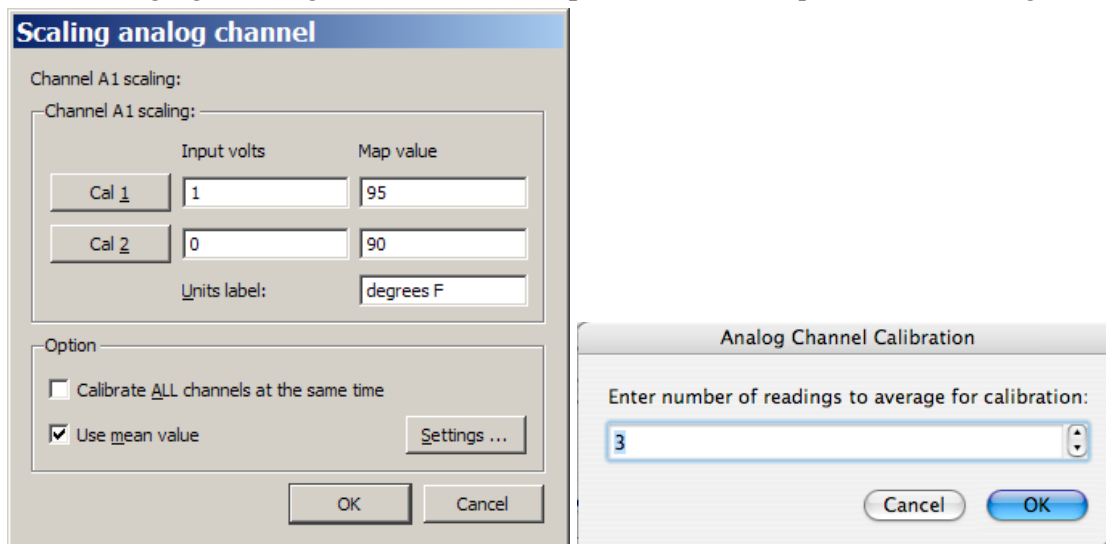 Scaling analog channel
Channel A1 scaling:
Channel A1 scaling:
Input volts Map value
Cal 1 1 95
Cal 2 0 90
Units label: degrees F
Option
Calibrate ALL channels at the same time
Use mean value Settings ...
OK Cancel
Analog Channel Calibration
Enter number of readings to average for calibration:
3
Cancel OK